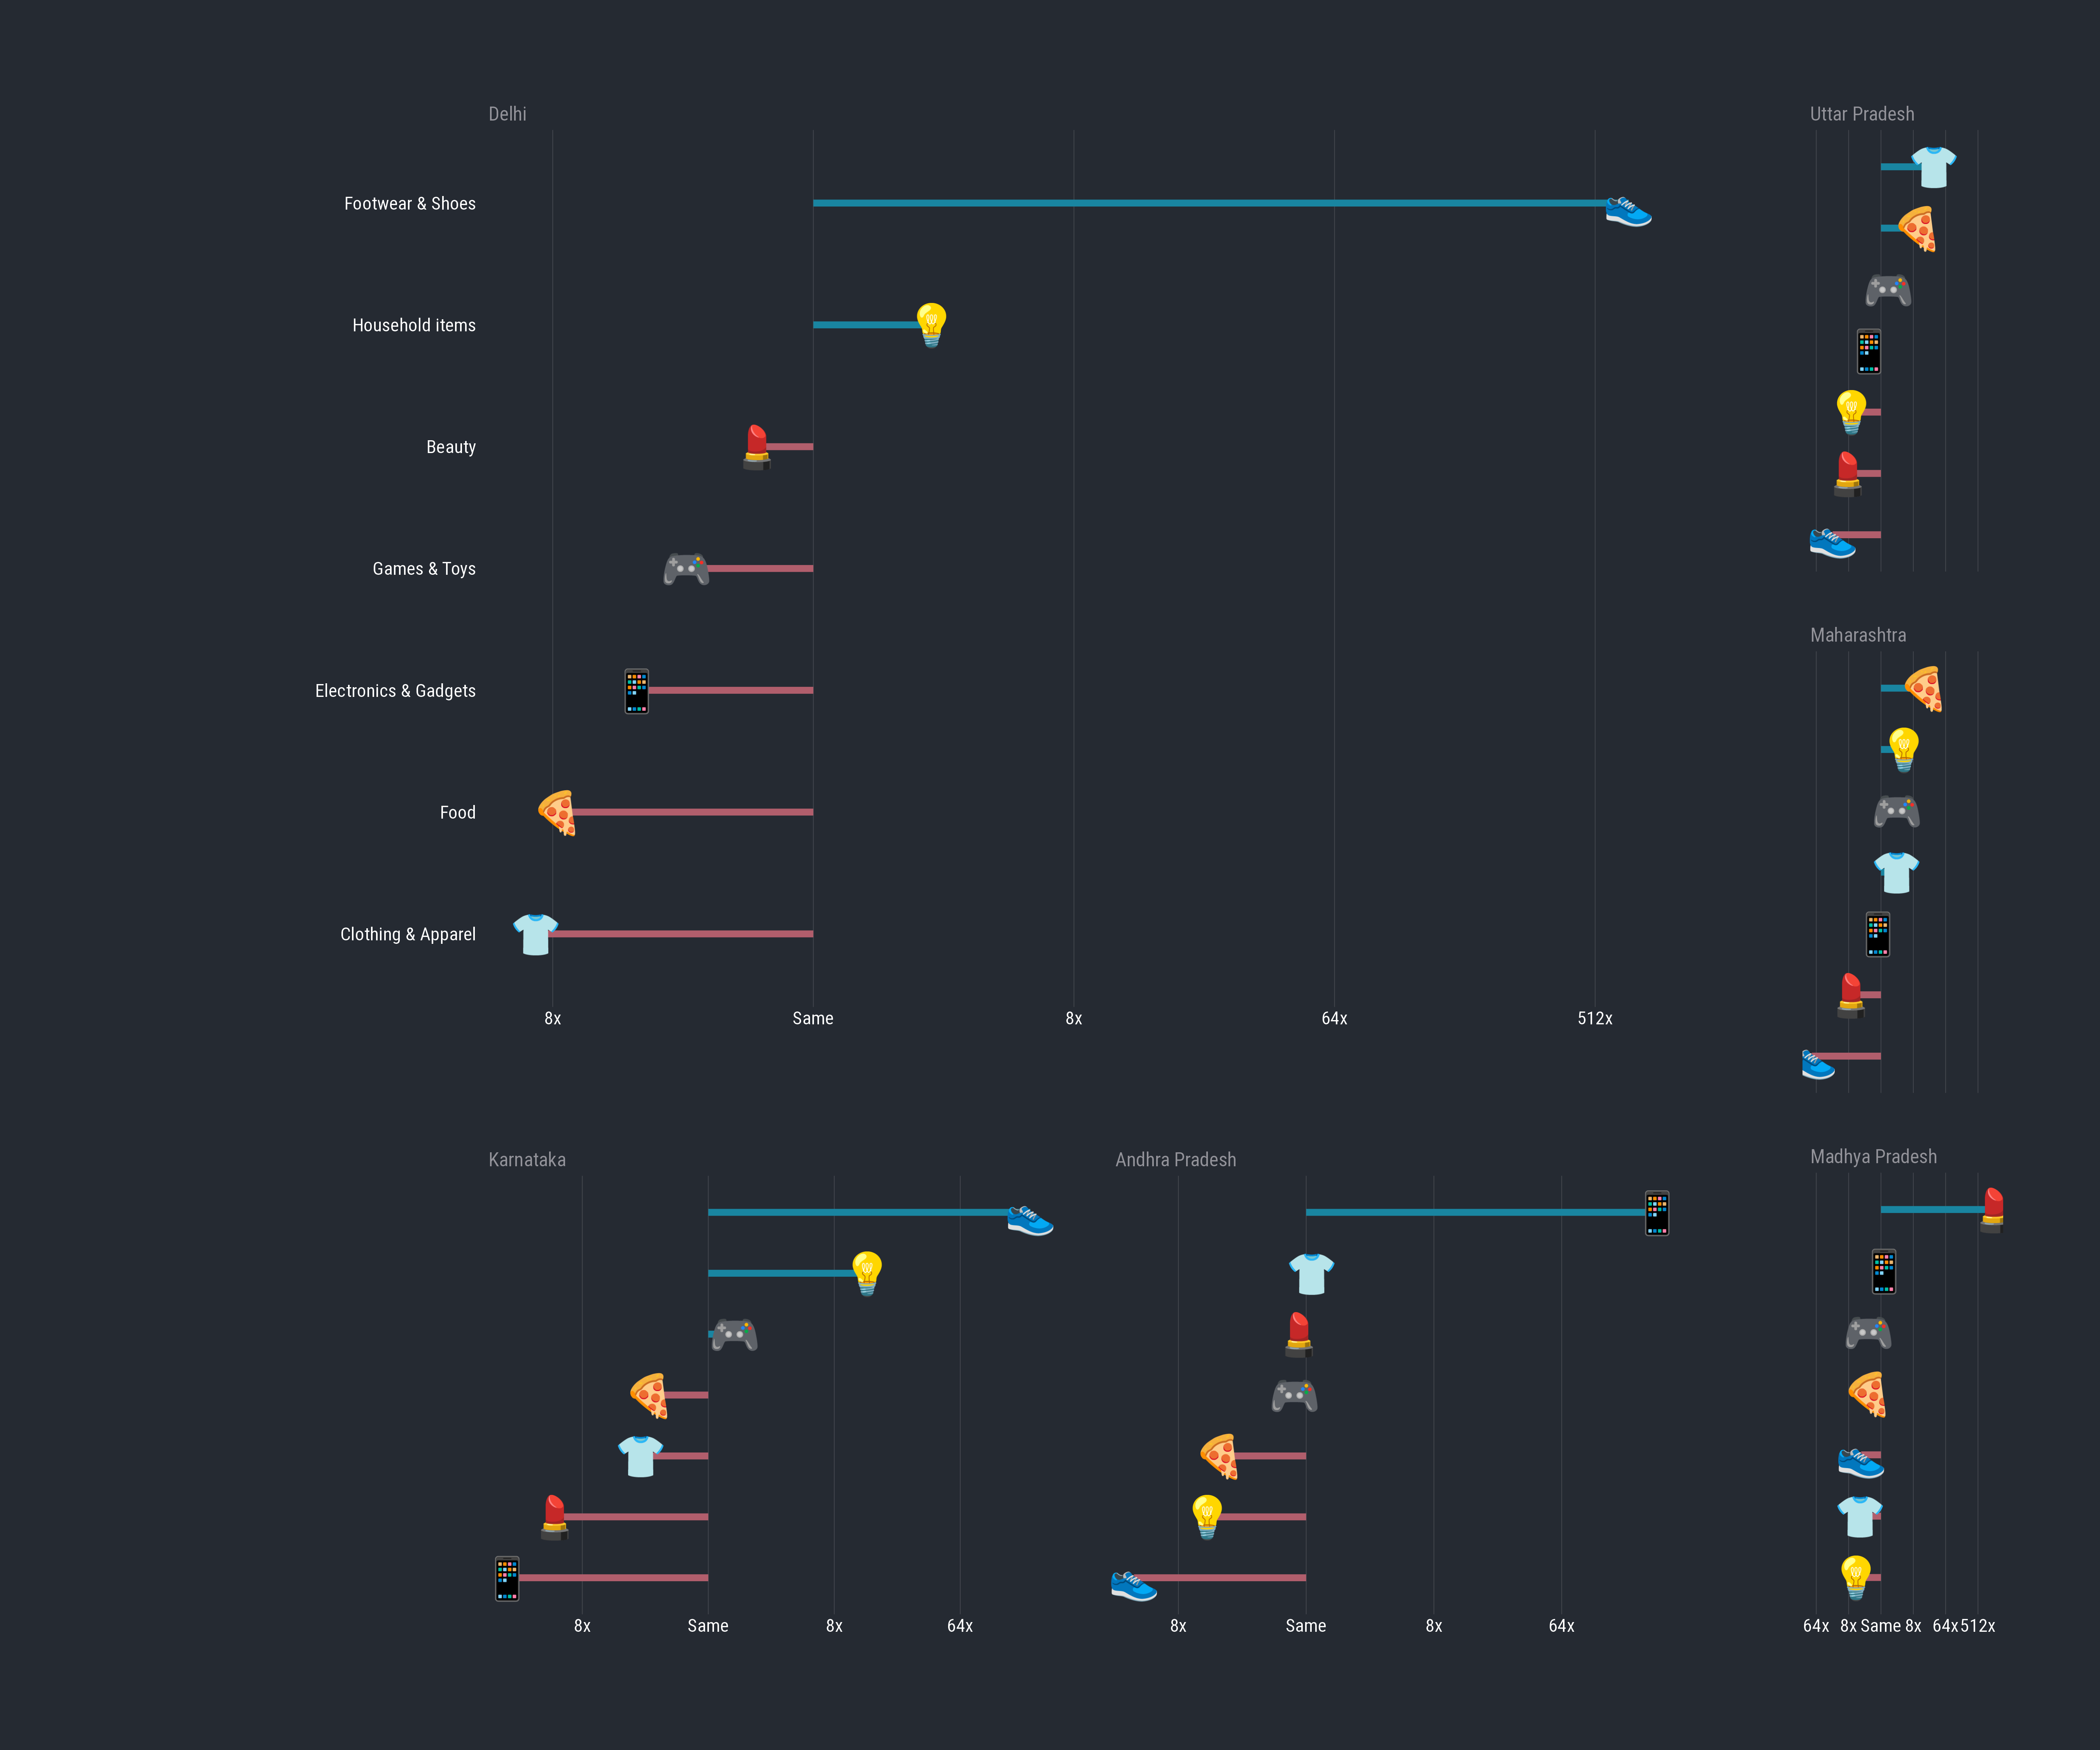 Delhi
Footwear & Shoes
Household items
Beauty
Games & Toys
Electronics & Gadgets
Food
Clothing & Apparel
8x Same 8x 64x 512x
Uttar Pradesh
Maharashtra
Karnataka
8x Same 8x 64x
Andhra Pradesh
8x Same 8x 64x
Madhya Pradesh
64x 8x Same 8x 64x 512x